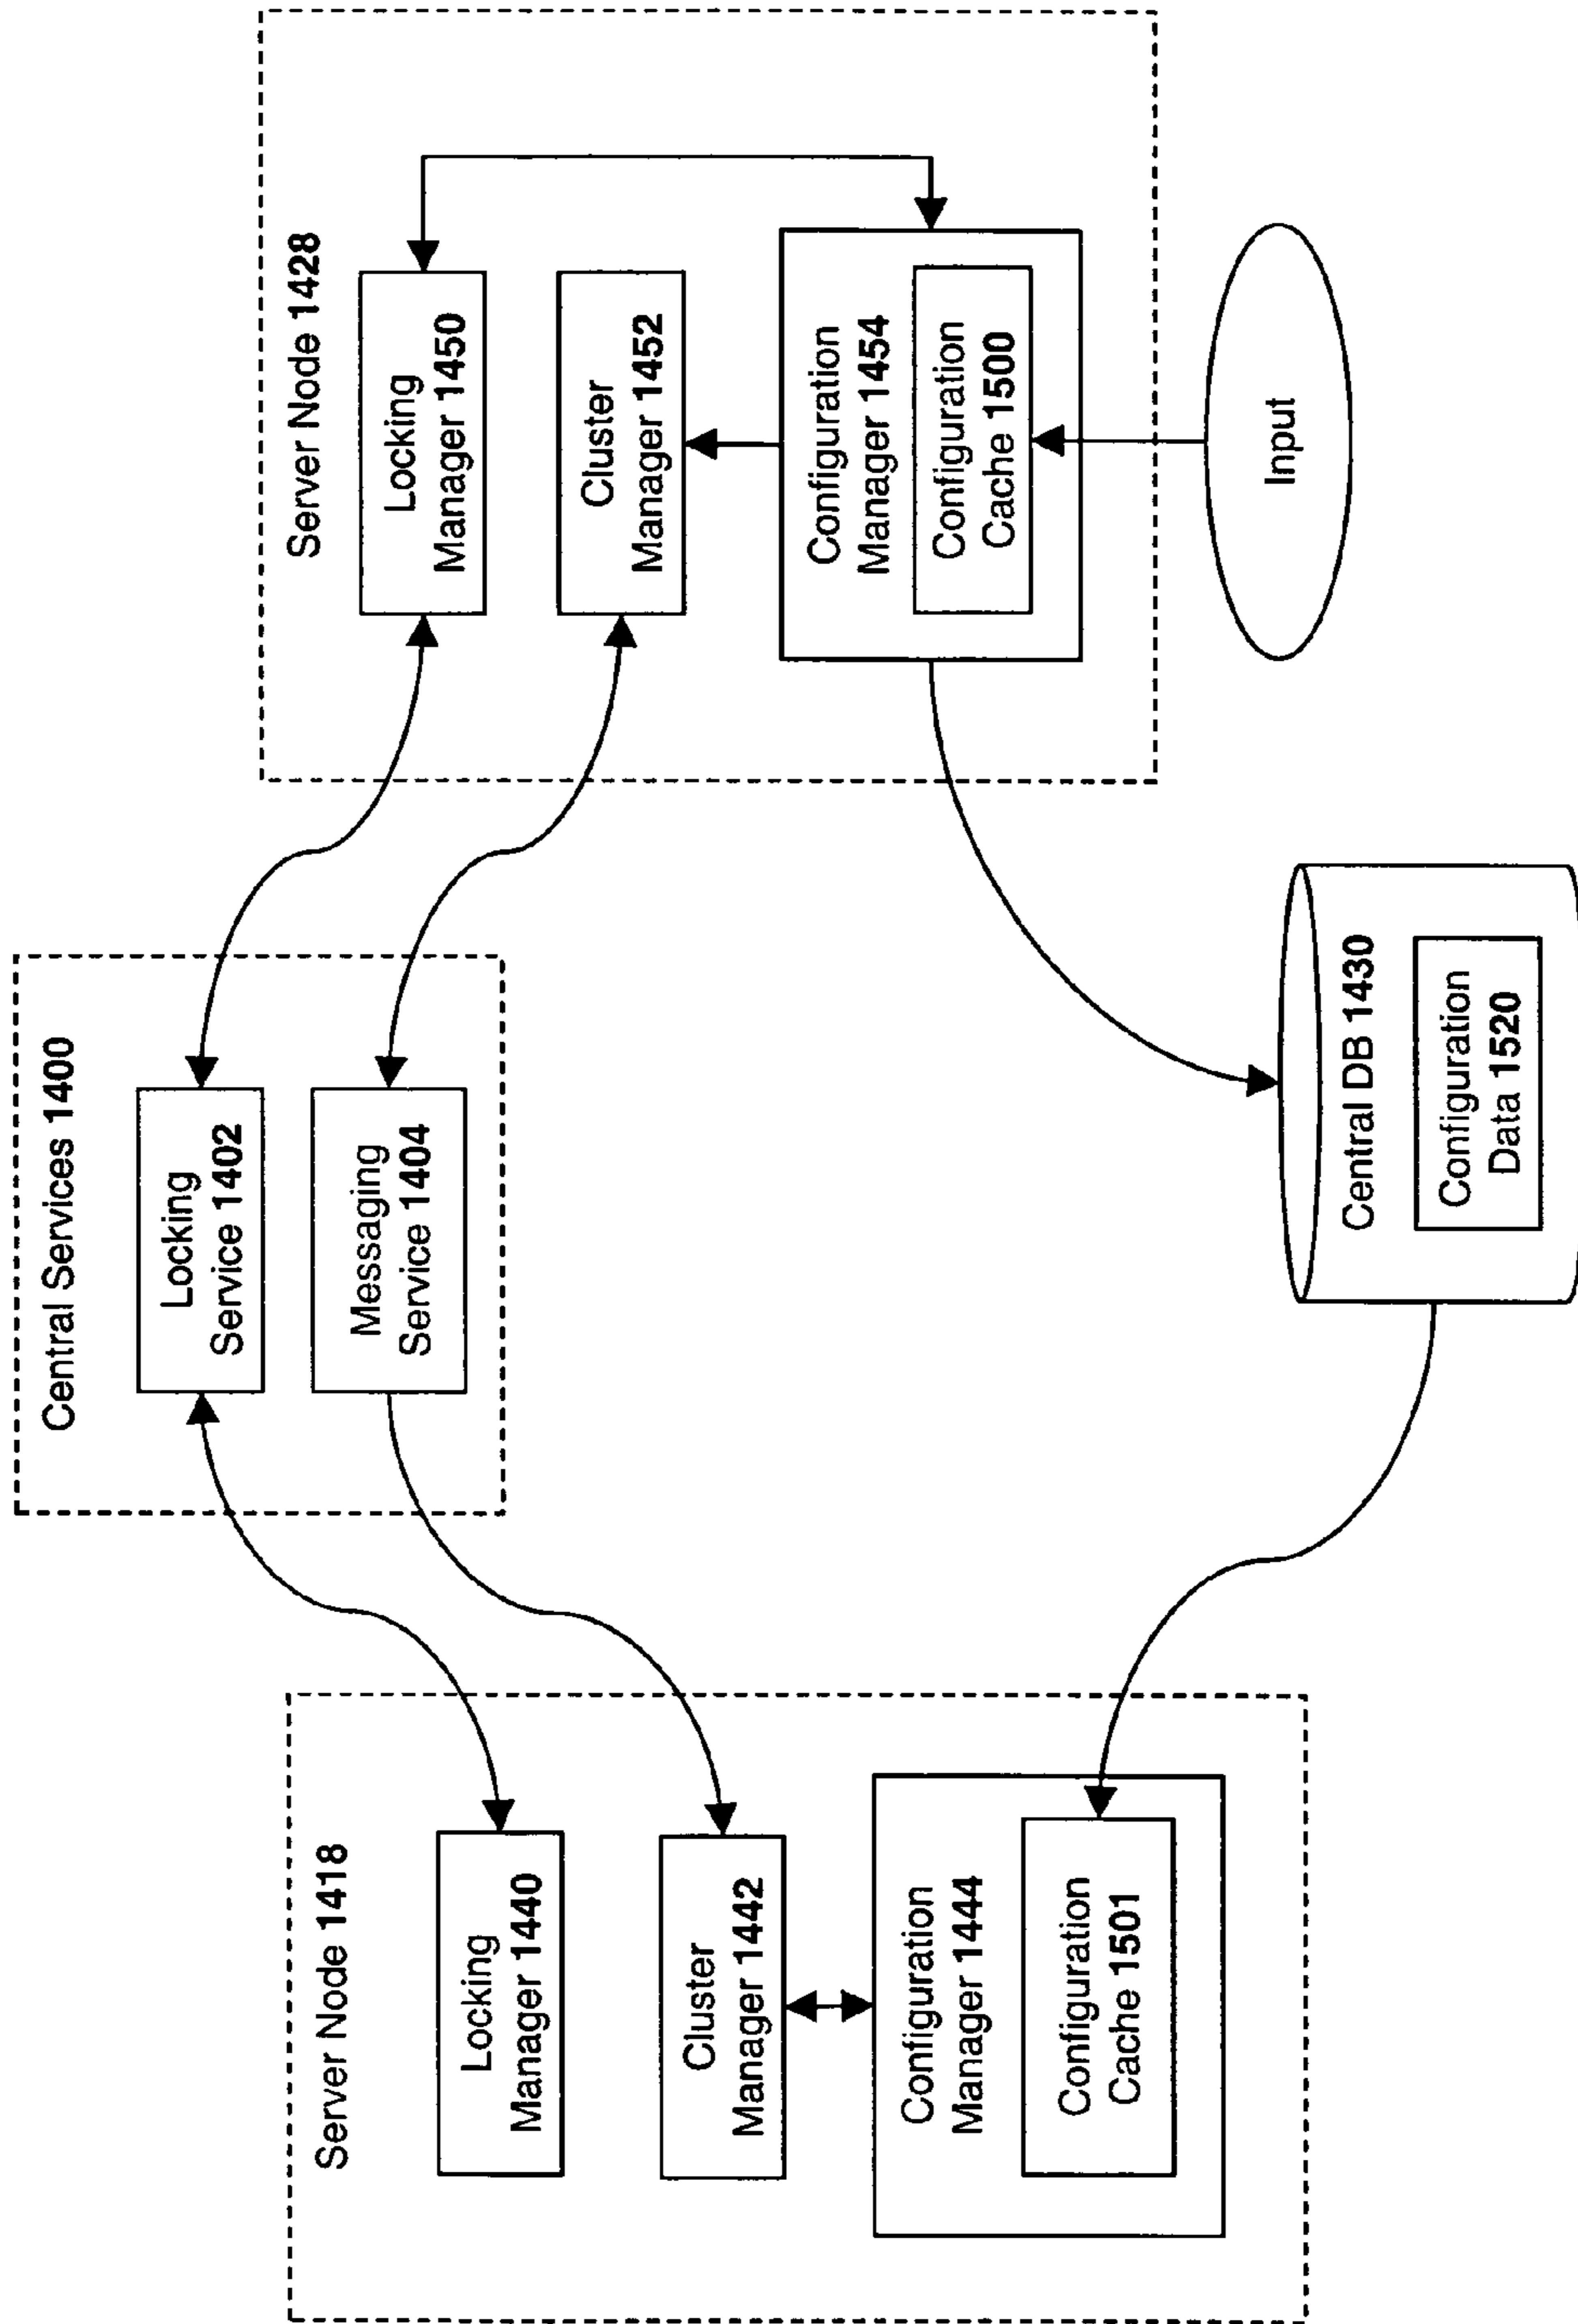 Server Node 1418
Locking
Manager 1440
Cluster
Manager 1442
Configuration
Manager 1444
Configuration
Cache 1501
Central Services 1400
Locking
Service 1402
Messaging
Service 1404
Central DB 1430
Configuration
Data 1520
Server Node 1428
Locking
Manager 1450
Cluster
Manager 1452
Configuration
Manager 1454
Configuration
Cache 1500
Input